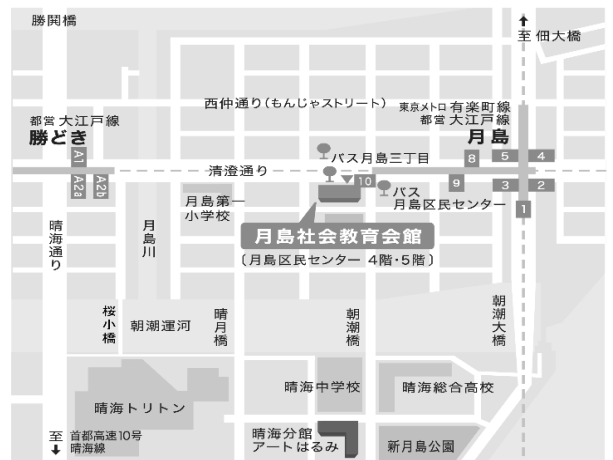 勝関橋
至 佃大橋
西仲通り(もんじゃストリート)
東京メトロ 有楽町線
都営 大江戸線
月島
都営 大江戸線
勝どき
A1
A2a
A2b
清澄通り
バス月島三丁目
8
5
4
10
9
3
2
1
バス
月島区民センター
月島第一
小学校
月島社会教育会館
〔月島区民センター 4階・5階〕
晴海通り
月島川
桜小橋
朝潮運河
晴月橋
朝潮橋
朝潮大橋
晴海トリトン
晴海中学校
晴海総合高校
至 首都高速10号
晴海線
晴海分館
アートはるみ
新月島公園